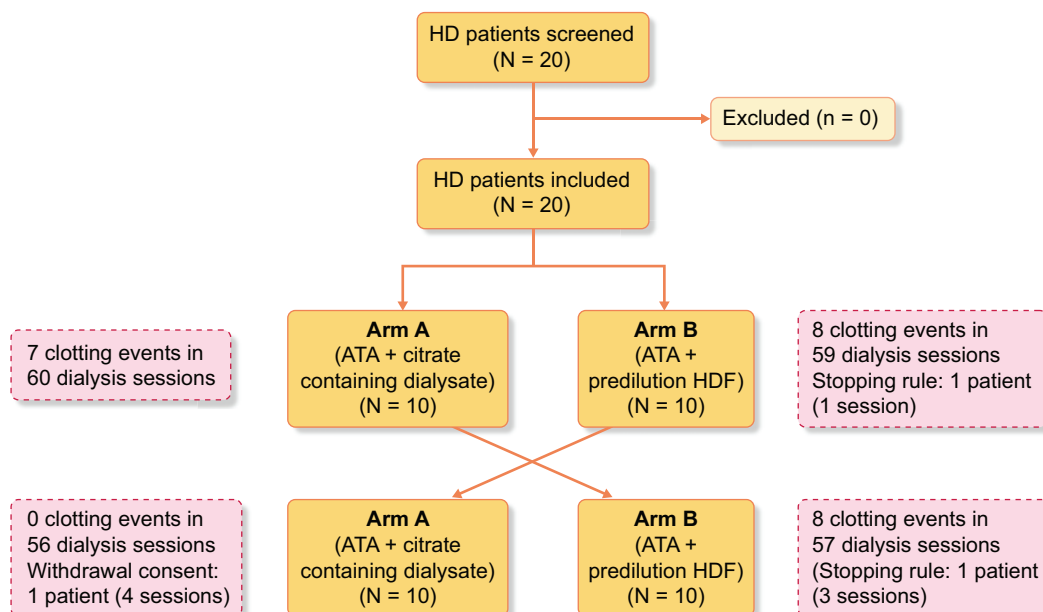 HD patients screened
(N = 20)
Excluded (n = 0)
HD patients included
(N = 20)
7 clotting events in
60 dialysis sessions
Arm A
(ATA + citrate
containing dialysate)
(N = 10)
Arm B
(ATA +
predilution HDF)
(N = 10)
8 clotting events in
59 dialysis sessions
Stopping rule: 1 patient
(1 session)
0 clotting events in
56 dialysis sessions
Withdrawal consent:
1 patient (4 sessions)
Arm A
(ATA + citrate
containing dialysate)
(N = 10)
Arm B
(ATA +
predilution HDF)
(N = 10)
8 clotting events in
57 dialysis sessions
(Stopping rule: 1 patient
(3 sessions)